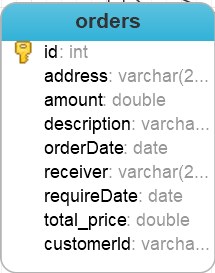 orders
id: int
address: varchar(2...
amount: double
description: varcha...
orderDate: date
receiver: varchar(2...
requireDate: date
total_price: double
customerId: varcha...